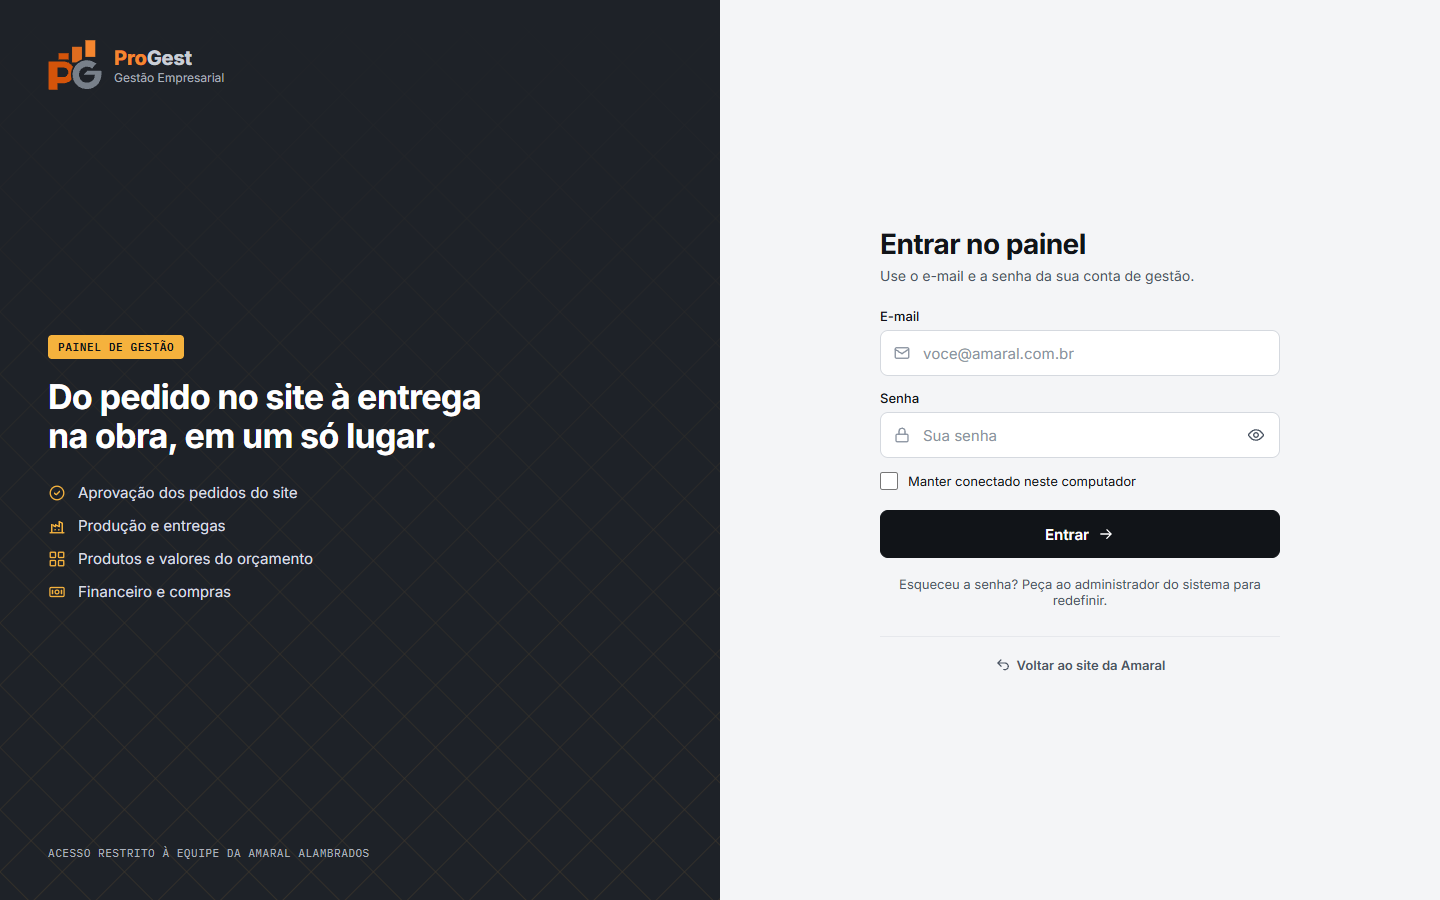 PG
ProGest
Gestão Empresarial
PAINEL DE GESTÃO
Do pedido no site à entrega
na obra, em um só lugar.
Aprovação dos pedidos do site
Produção e entregas
Produtos e valores do orçamento
Financeiro e compras
ACESSO RESTRITO À EQUIPE DA AMARAL ALAMBRADOS
Entrar no painel
Use o e-mail e a senha da sua conta de gestão.
E-mail
voce@amaral.com.br
Senha
Sua senha
Manter conectado neste computador
Entrar
Esqueceu a senha? Peça ao administrador do sistema para
redefinir.
Voltar ao site da Amaral